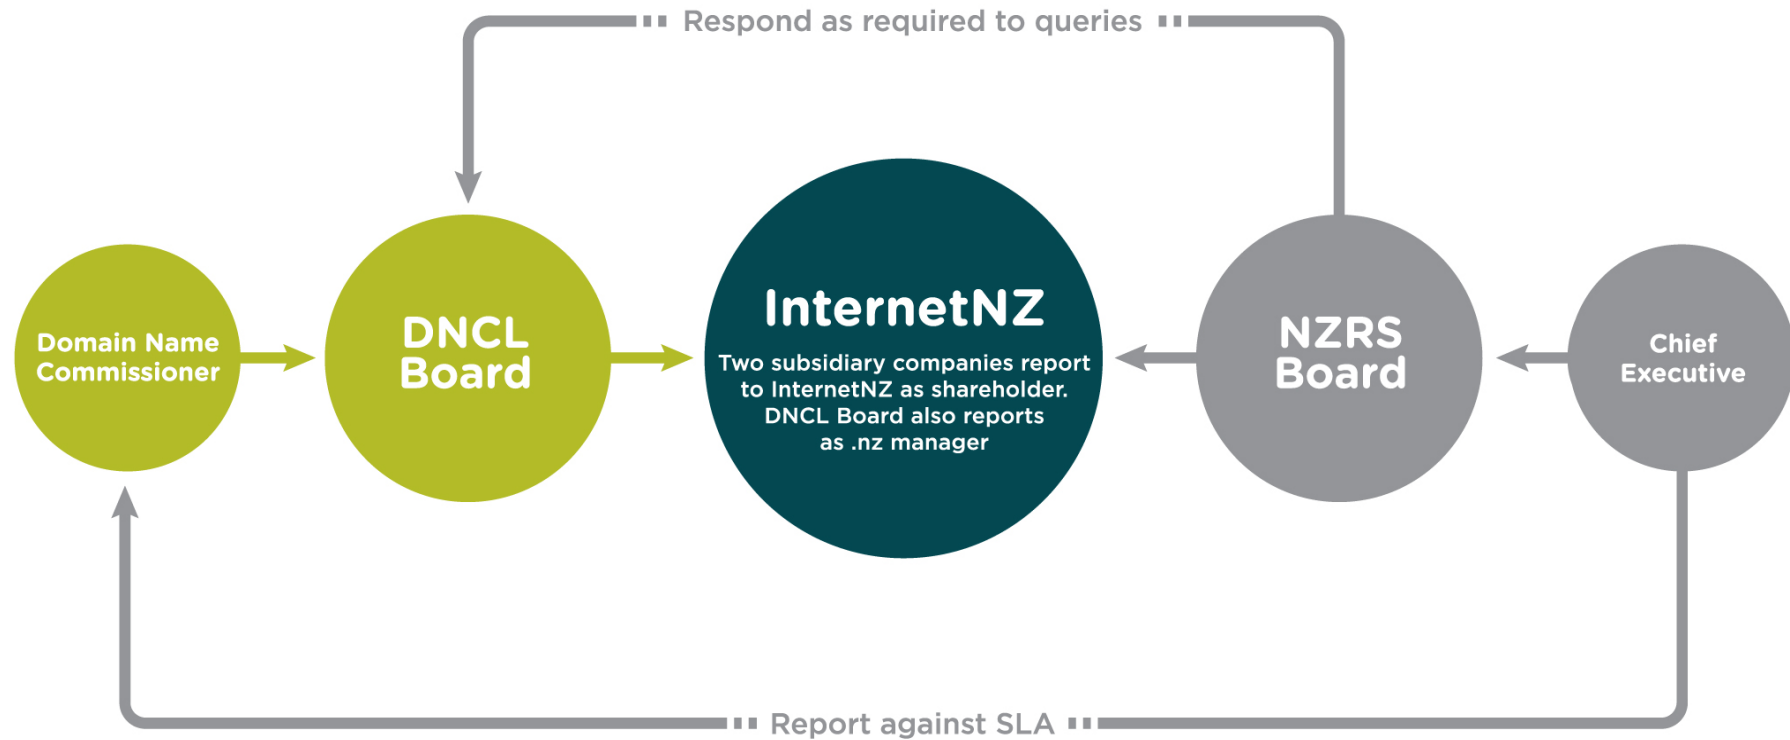 Respond as required to queries
Domain Name
Commissioner
DNCL
Board
InternetNZ
Two subsidiary companies report
to InternetNZ as shareholder.
DNCL Board also reports
as .nz manager
NZRS
Board
Chief
Executive
Report against SLA